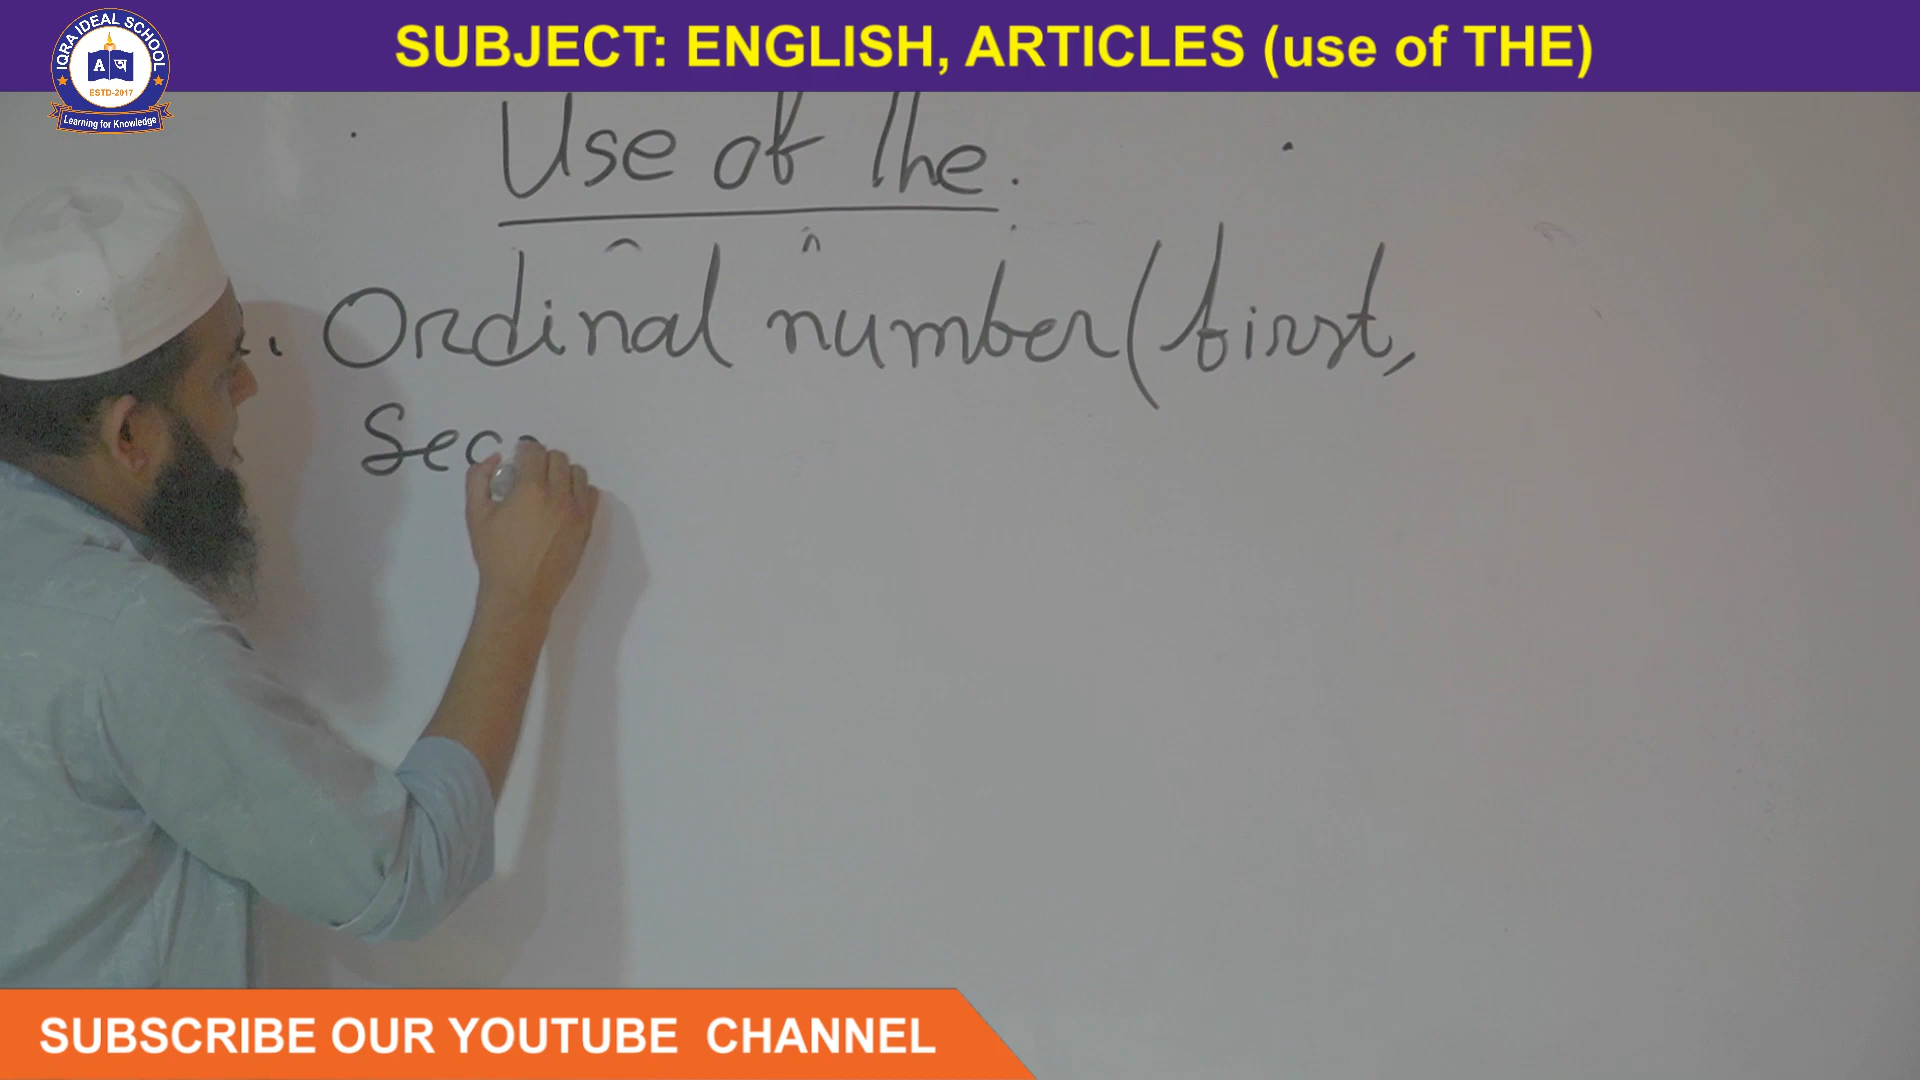 SUBJECT: ENGLISH, ARTICLES (use of THE)
IQRA IDEAL SCHOOL
A অ
ESTD-2017
Learning for Knowledge
Use of The.
Ordinal number (first,
Sec
SUBSCRIBE OUR YOUTUBE CHANNEL